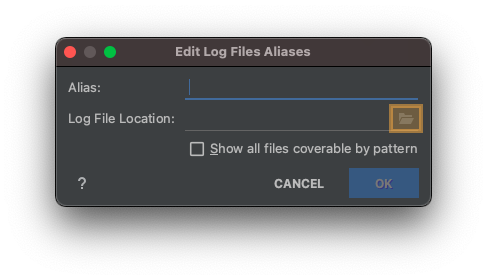 Edit Log Files Aliases
Alias:
Log File Location:
Show all files coverable by pattern
? CANCEL OK